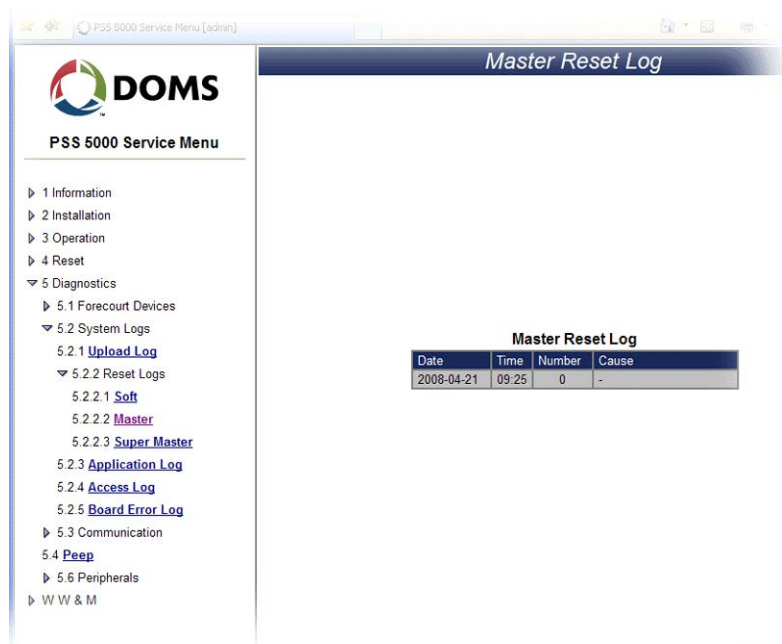 PSS 5000 Service Menu [admin]
Master Reset Log
DOMS
PSS 5000 Service Menu
1 Information
2 Installation
3 Operation
4 Reset
5 Diagnostics
5.1 Forecourt Devices
5.2 System Logs
5.2.1 Upload Log
5.2.2 Reset Logs
5.2.2.1 Soft
5.2.2.2 Master
5.2.2.3 Super Master
5.2.3 Application Log
5.2.4 Access Log
5.2.5 Board Error Log
5.3 Communication
5.4 Peep
5.6 Peripherals
W W & M
Master Reset Log
Date Time Number Cause
2008-04-21 09:25 0 -